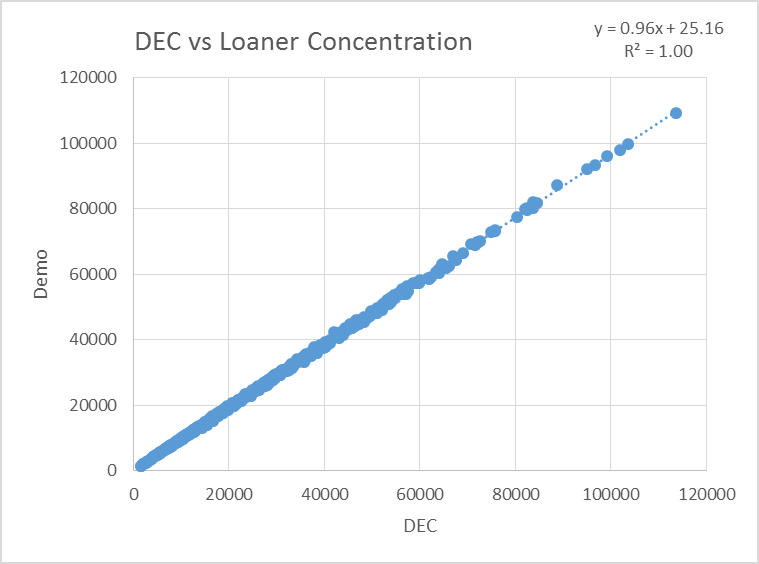 DEC vs Loaner Concentration
y = 0.96x + 25.16
R² = 1.00
120000
100000
80000
60000
40000
20000
0
Demo
0 20000 40000 60000 80000 100000 120000
DEC